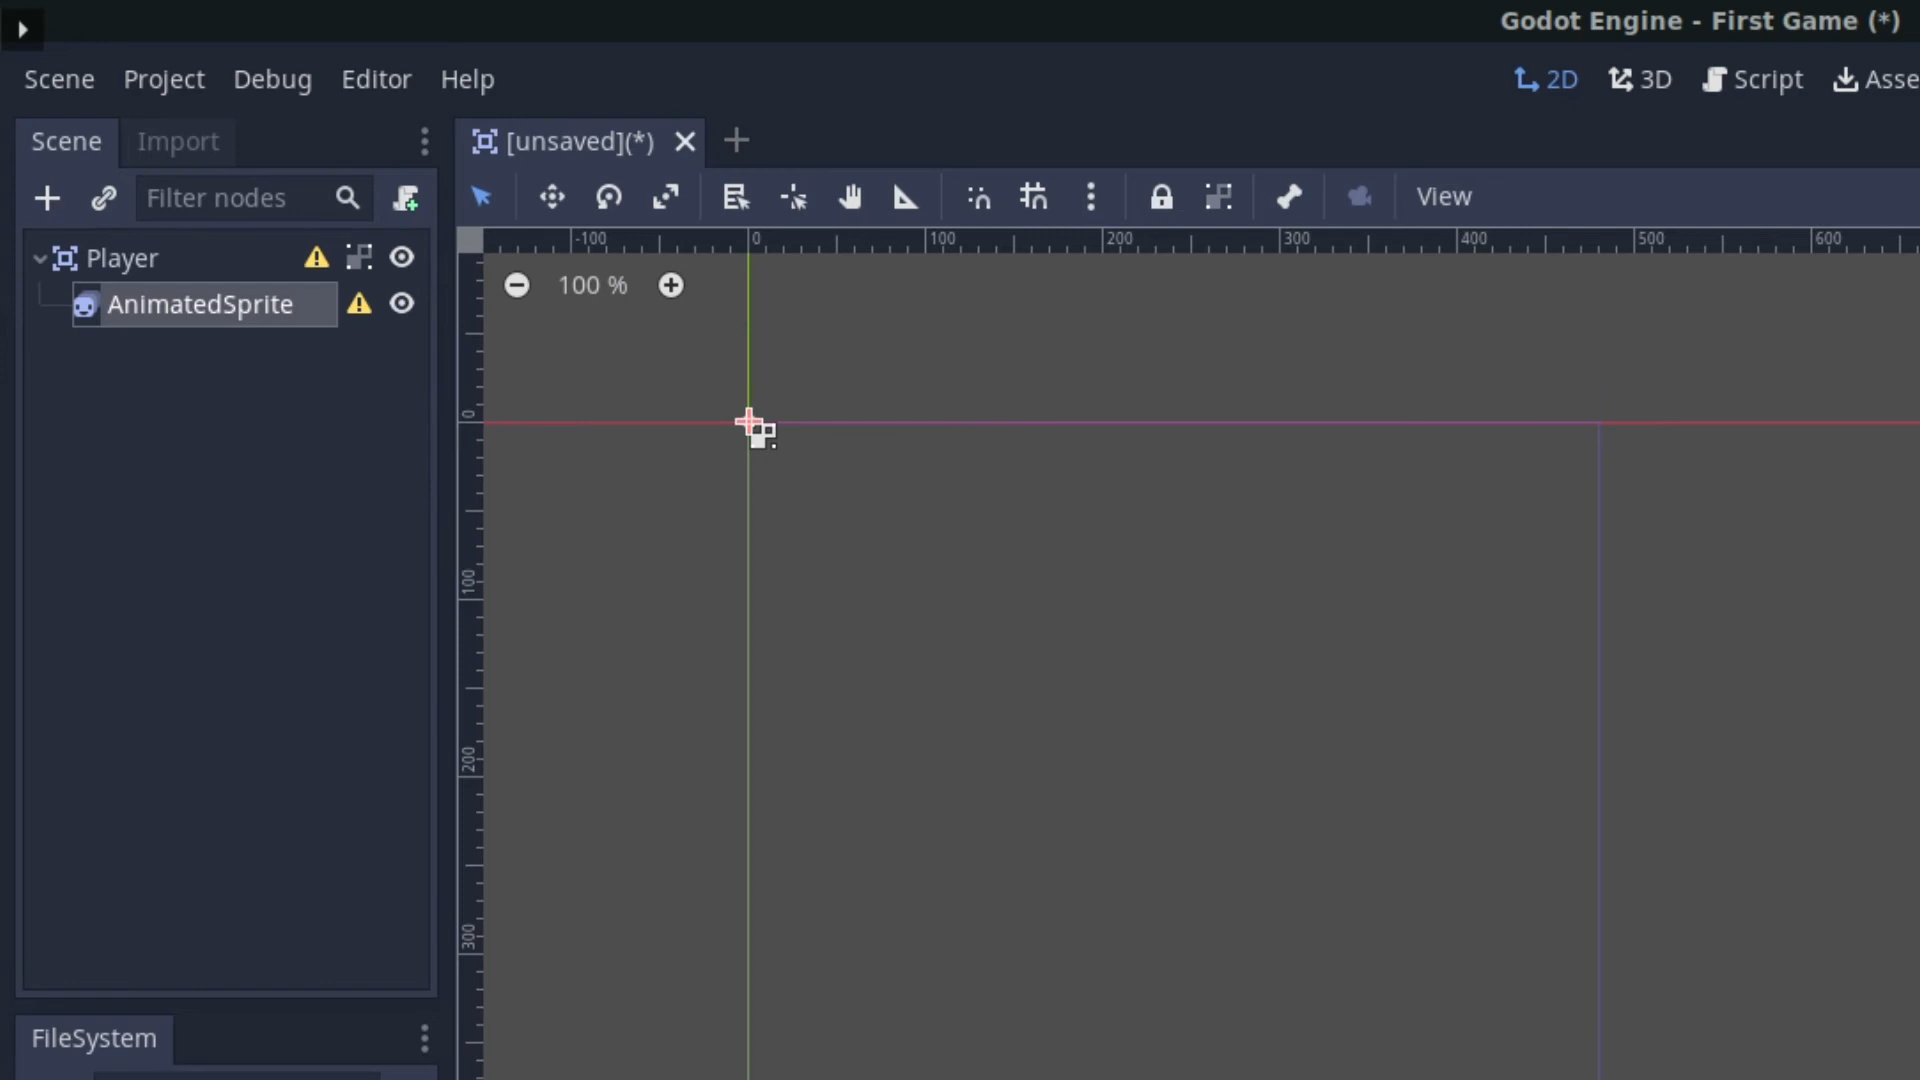 Godot Engine - First Game (*)
Scene Project Debug Editor Help
2D 3D Script Asse
Scene Import
[unsaved](*)
Filter nodes
View
-100 0 100 200 300 400 500 600
Player
100 %
AnimatedSprite
0
100
200
300
FileSystem